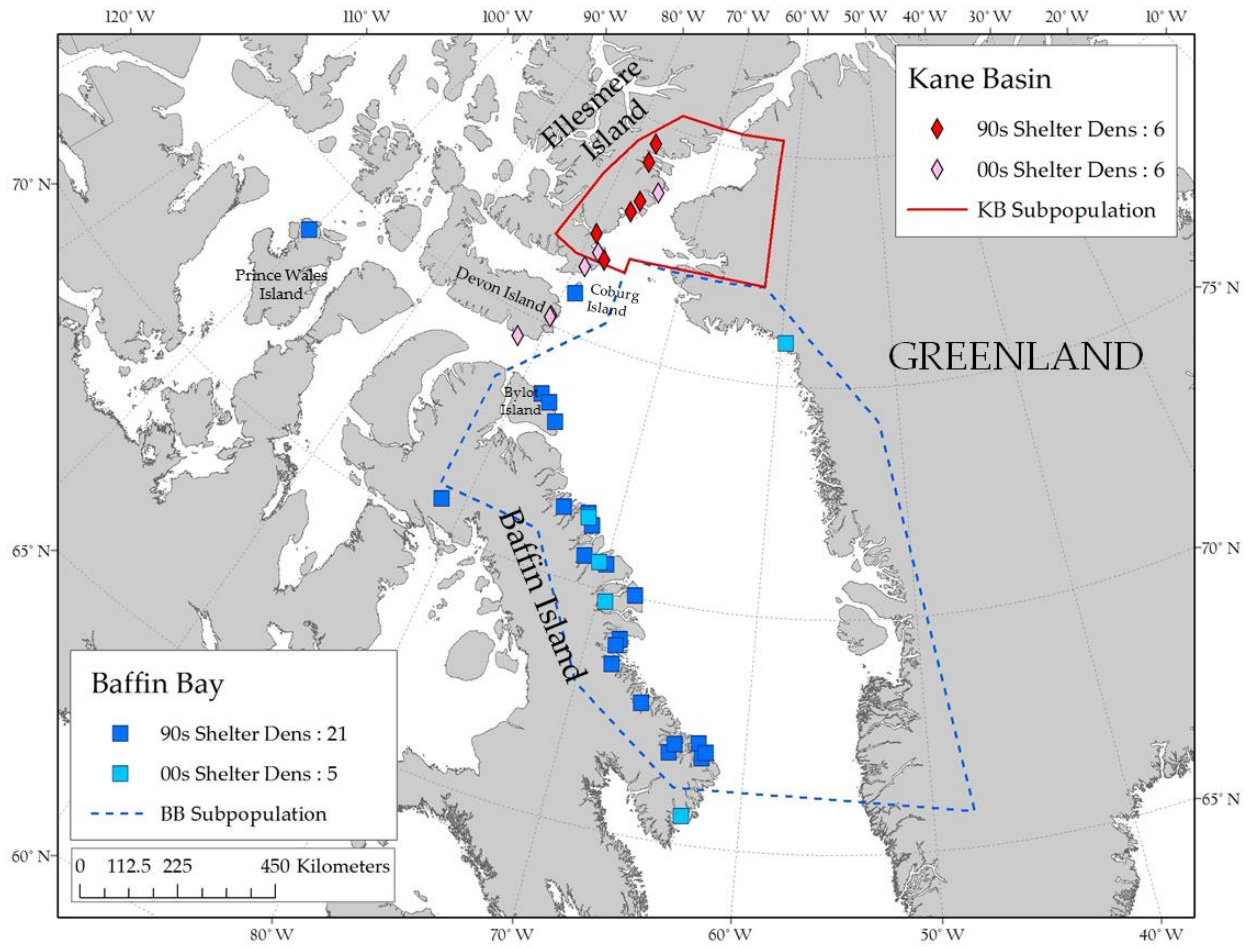 120°W 110°W 100°W 90°W 80°W 70°W 60°W 50°W 40°W 30°W 20°W 10°W
Kane Basin
90s Shelter Dens : 6
00s Shelter Dens : 6
KB Subpopulation
Ellesmere
Island
70°N
75°N
Prince Wales
Island
Devon Island
Coburg
Island
GREENLAND
Bylot
Island
Baffin Island
65°N
70°N
Baffin Bay
90s Shelter Dens : 21
00s Shelter Dens : 5
BB Subpopulation
65°N
60°N
0 112.5 225 450 Kilometers
80°W 70°W 60°W 50°W 40°W